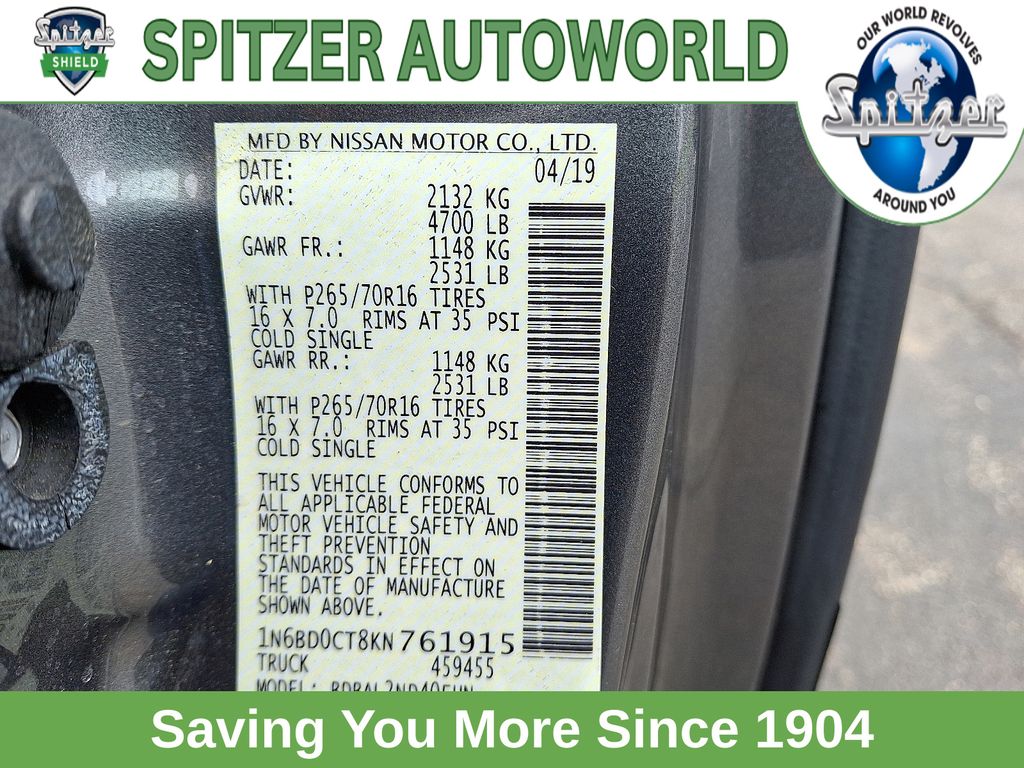 Spitzer
SHIELD
SPITZER AUTOWORLD
OUR WORLD REVOLVES
Spitzer
AROUND YOU
MFD BY NISSAN MOTOR CO., LTD.
DATE: 04/19
GVWR: 2132 KG
4700 LB
GAWR FR.: 1148 KG
2531 LB
WITH P265/70R16 TIRES
16 X 7.0 RIMS AT 35 PSI
COLD SINGLE
GAWR RR.: 1148 KG
2531 LB
WITH P265/70R16 TIRES
16 X 7.0 RIMS AT 35 PSI
COLD SINGLE
THIS VEHICLE CONFORMS TO
ALL APPLICABLE FEDERAL
MOTOR VEHICLE SAFETY AND
THEFT PREVENTION
STANDARDS IN EFFECT ON
THE DATE OF MANUFACTURE
SHOWN ABOVE.
1N6BD0CT8KN761915
TRUCK 459455
MODEL:
Saving You More Since 1904